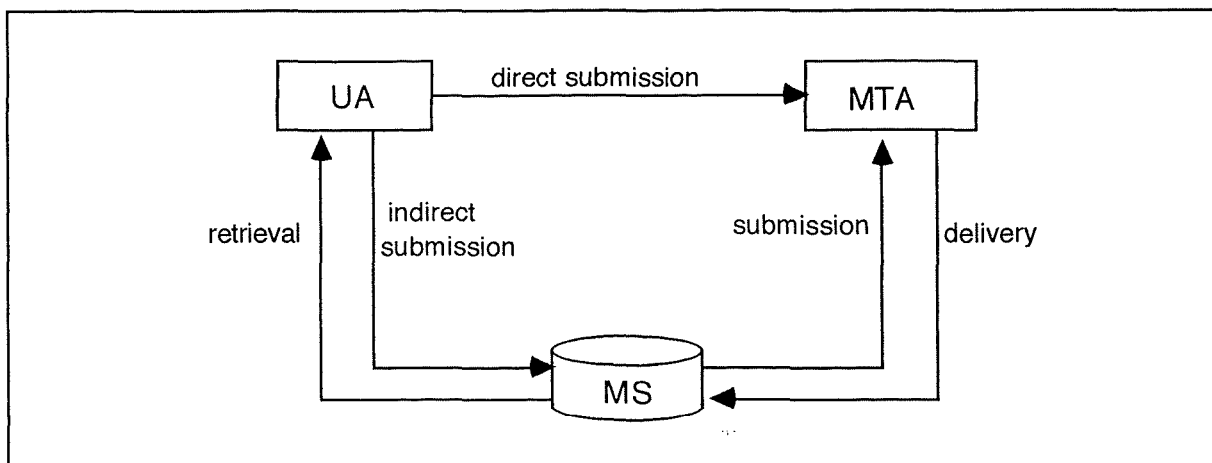 UA
direct submission
MTA
retrieval
indirect
submission
submission
delivery
MS